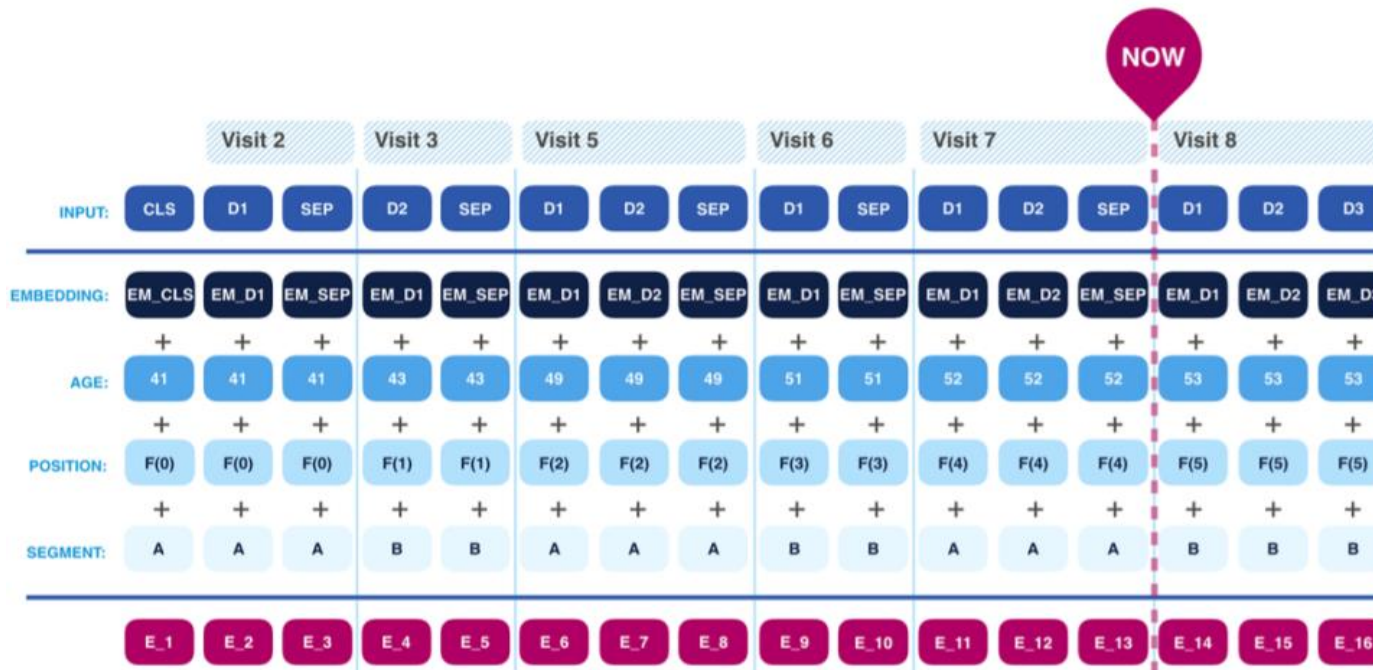 NOW
Visit 2 Visit 3 Visit 5 Visit 6 Visit 7 Visit 8
INPUT: CLS D1 SEP D2 SEP D1 D2 SEP D1 SEP D1 D2 SEP D1 D2 D3
EMBEDDING: EM_CLS EM_D1 EM_SEP EM_D1 EM_SEP EM_D1 EM_D2 EM_SEP EM_D1 EM_SEP EM_D1 EM_D2 EM_SEP EM_D1 EM_D2 EM_D3
+ + + + + + + + + + + + + + + +
AGE: 41 41 41 43 43 49 49 49 51 51 52 52 52 53 53 53
+ + + + + + + + + + + + + + + +
POSITION: F(0) F(0) F(0) F(1) F(1) F(2) F(2) F(2) F(3) F(3) F(4) F(4) F(4) F(5) F(5) F(5)
+ + + + + + + + + + + + + + + +
SEGMENT: A A A B B A A A B B A A A B B B
E_1 E_2 E_3 E_4 E_5 E_6 E_7 E_8 E_9 E_10 E_11 E_12 E_13 E_14 E_15 E_16